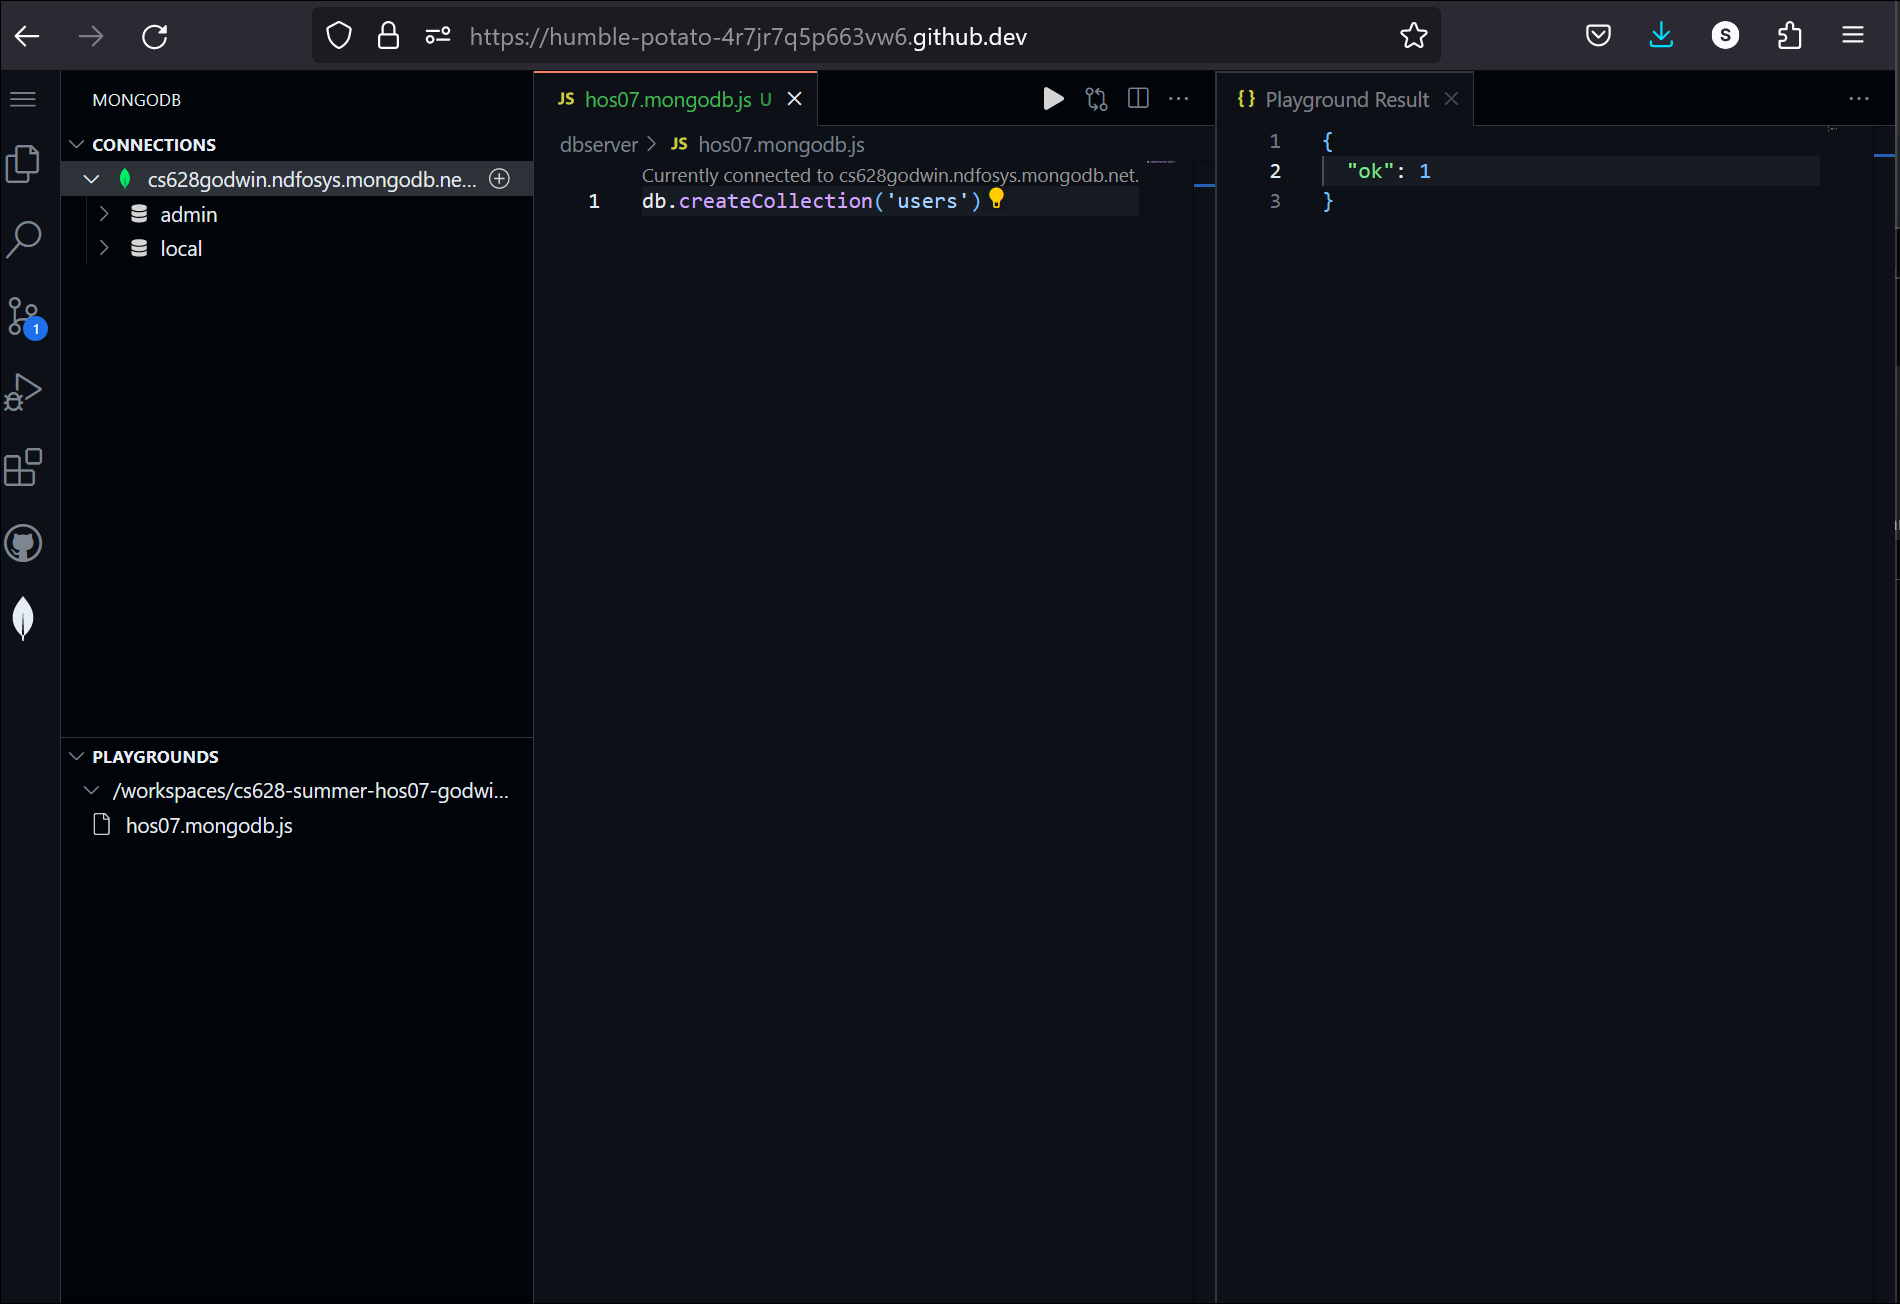 https://humble-potato-4r7jr7q5p663vw6.github.dev
S
MONGODB
CONNECTIONS
cs628godwin.ndfosys.mongodb.ne...
admin
local
1
PLAYGROUNDS
/workspaces/cs628-summer-hos07-godwi...
hos07.mongodb.js
JS hos07.mongodb.js U
dbserver > JS hos07.mongodb.js
Currently connected to cs628godwin.ndfosys.mongodb.net.
1 db.createCollection('users')
{} Playground Result
1 {
2 "ok": 1
3 }